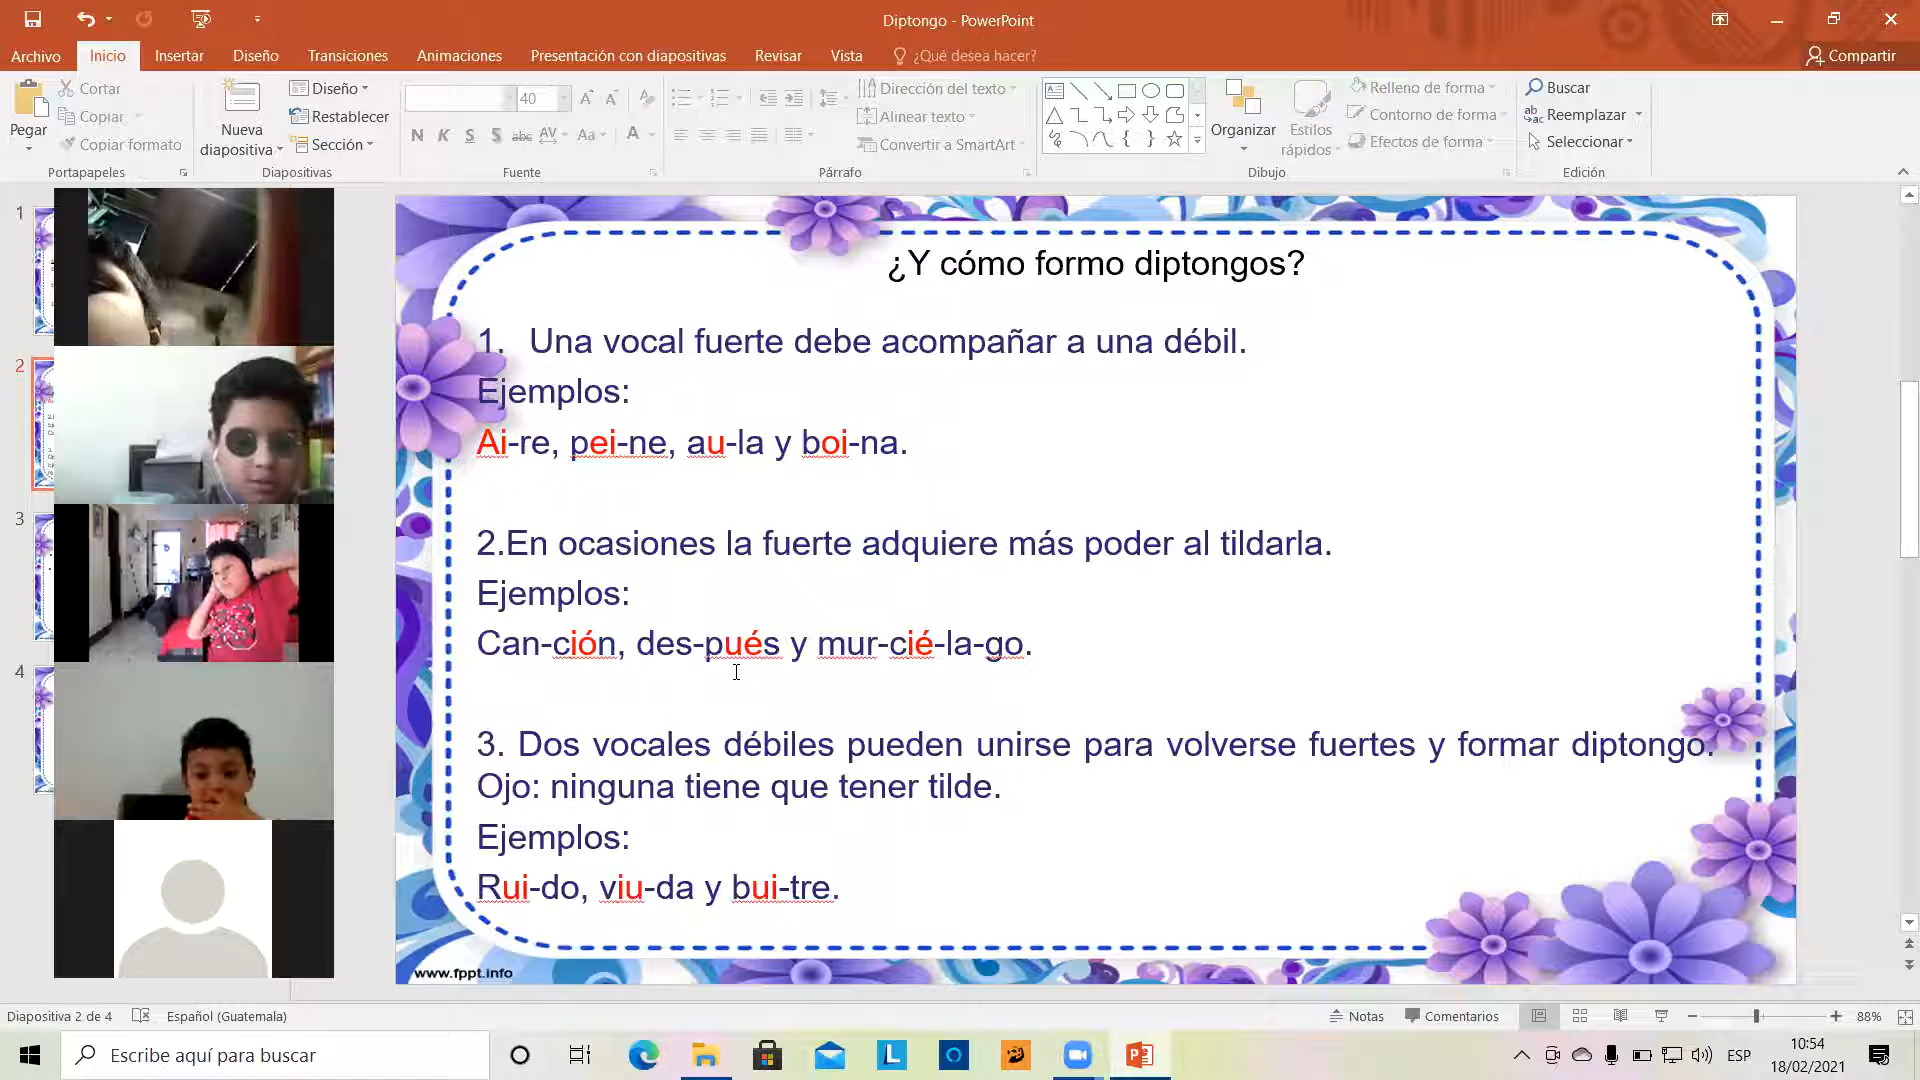 Diptongo - PowerPoint
Archivo Inicio Insertar Diseño Transiciones Animaciones Presentación con diapositivas Revisar Vista ¿Qué desea hacer? Compartir
Pegar
Cortar
Copiar
Copiar formato
Portapapeles
Nueva diapositiva
Diseño
Restablecer
Sección
Diapositivas
40
N K S S abc AV Aa A
Fuente
Dirección del texto
Alinear texto
Convertir a SmartArt
Párrafo
Organizar
Estilos rápidos
Relleno de forma
Contorno de forma
Efectos de forma
Dibujo
Buscar
Reemplazar
Seleccionar
Edición
1
2
3
4
¿Y cómo formo diptongos?
1. Una vocal fuerte debe acompañar a una débil.
Ejemplos:
Ai-re, pei-ne, au-la y boi-na.
2.En ocasiones la fuerte adquiere más poder al tildarla.
Ejemplos:
Can-ción, des-pués y mur-cié-la-go.
3. Dos vocales débiles pueden unirse para volverse fuertes y formar diptongo.
Ojo: ninguna tiene que tener tilde.
Ejemplos:
Rui-do, viu-da y bui-tre.
www.fppt.info
Diapositiva 2 de 4 Español (Guatemala) Notas Comentarios 88%
Escribe aquí para buscar
ESP
10:54
18/02/2021